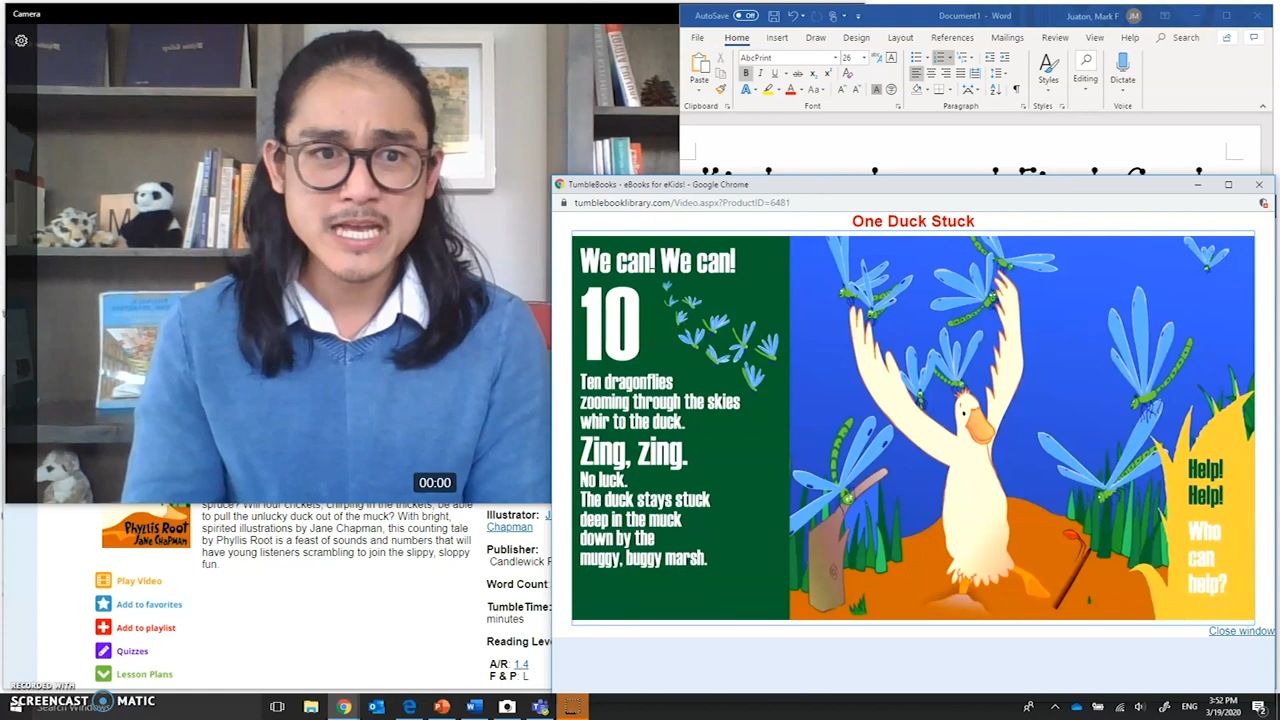 Camera
AutoSave Off
Document1 - Word
Juaton, Mark F
JM
File Home Insert Draw Design Layout References Mailings Review View Help Search
AbcPrint 26
Paste
Styles
Editing
Dictate
Clipboard
Font
Paragraph
Styles
Voice
TumbleBooks - eBooks for eKids! - Google Chrome
tumblebooklibrary.com/Video.aspx?ProductID=6481
One Duck Stuck
We can! We can!
10
Ten dragonflies
zooming through the skies
whir to the duck.
Zing, zing.
No luck.
The duck stays stuck
deep in the muck
down by the
muggy, buggy marsh.
Help!
Help!
Who
can
help?
Close window
M
00:00
PHYLLIS ROOT
JANE CHAPMAN
to pull the unlucky duck out of the muck? With bright,
spirited illustrations by Jane Chapman, this counting tale
by Phyllis Root is a feast of sounds and numbers that will
have young listeners scrambling to join the slippy, sloppy
fun.
Illustrator:
Chapman
Publisher:
Candlewick
Word Count
TumbleTime:
minutes
Reading Leve
A/R: 1.4
F & P: L
Play Video
Add to favorites
Add to playlist
Quizzes
Lesson Plans
RECORDED WITH
SCREENCAST MATIC
Search Windows
ENG
3:52 PM
3/19/2020